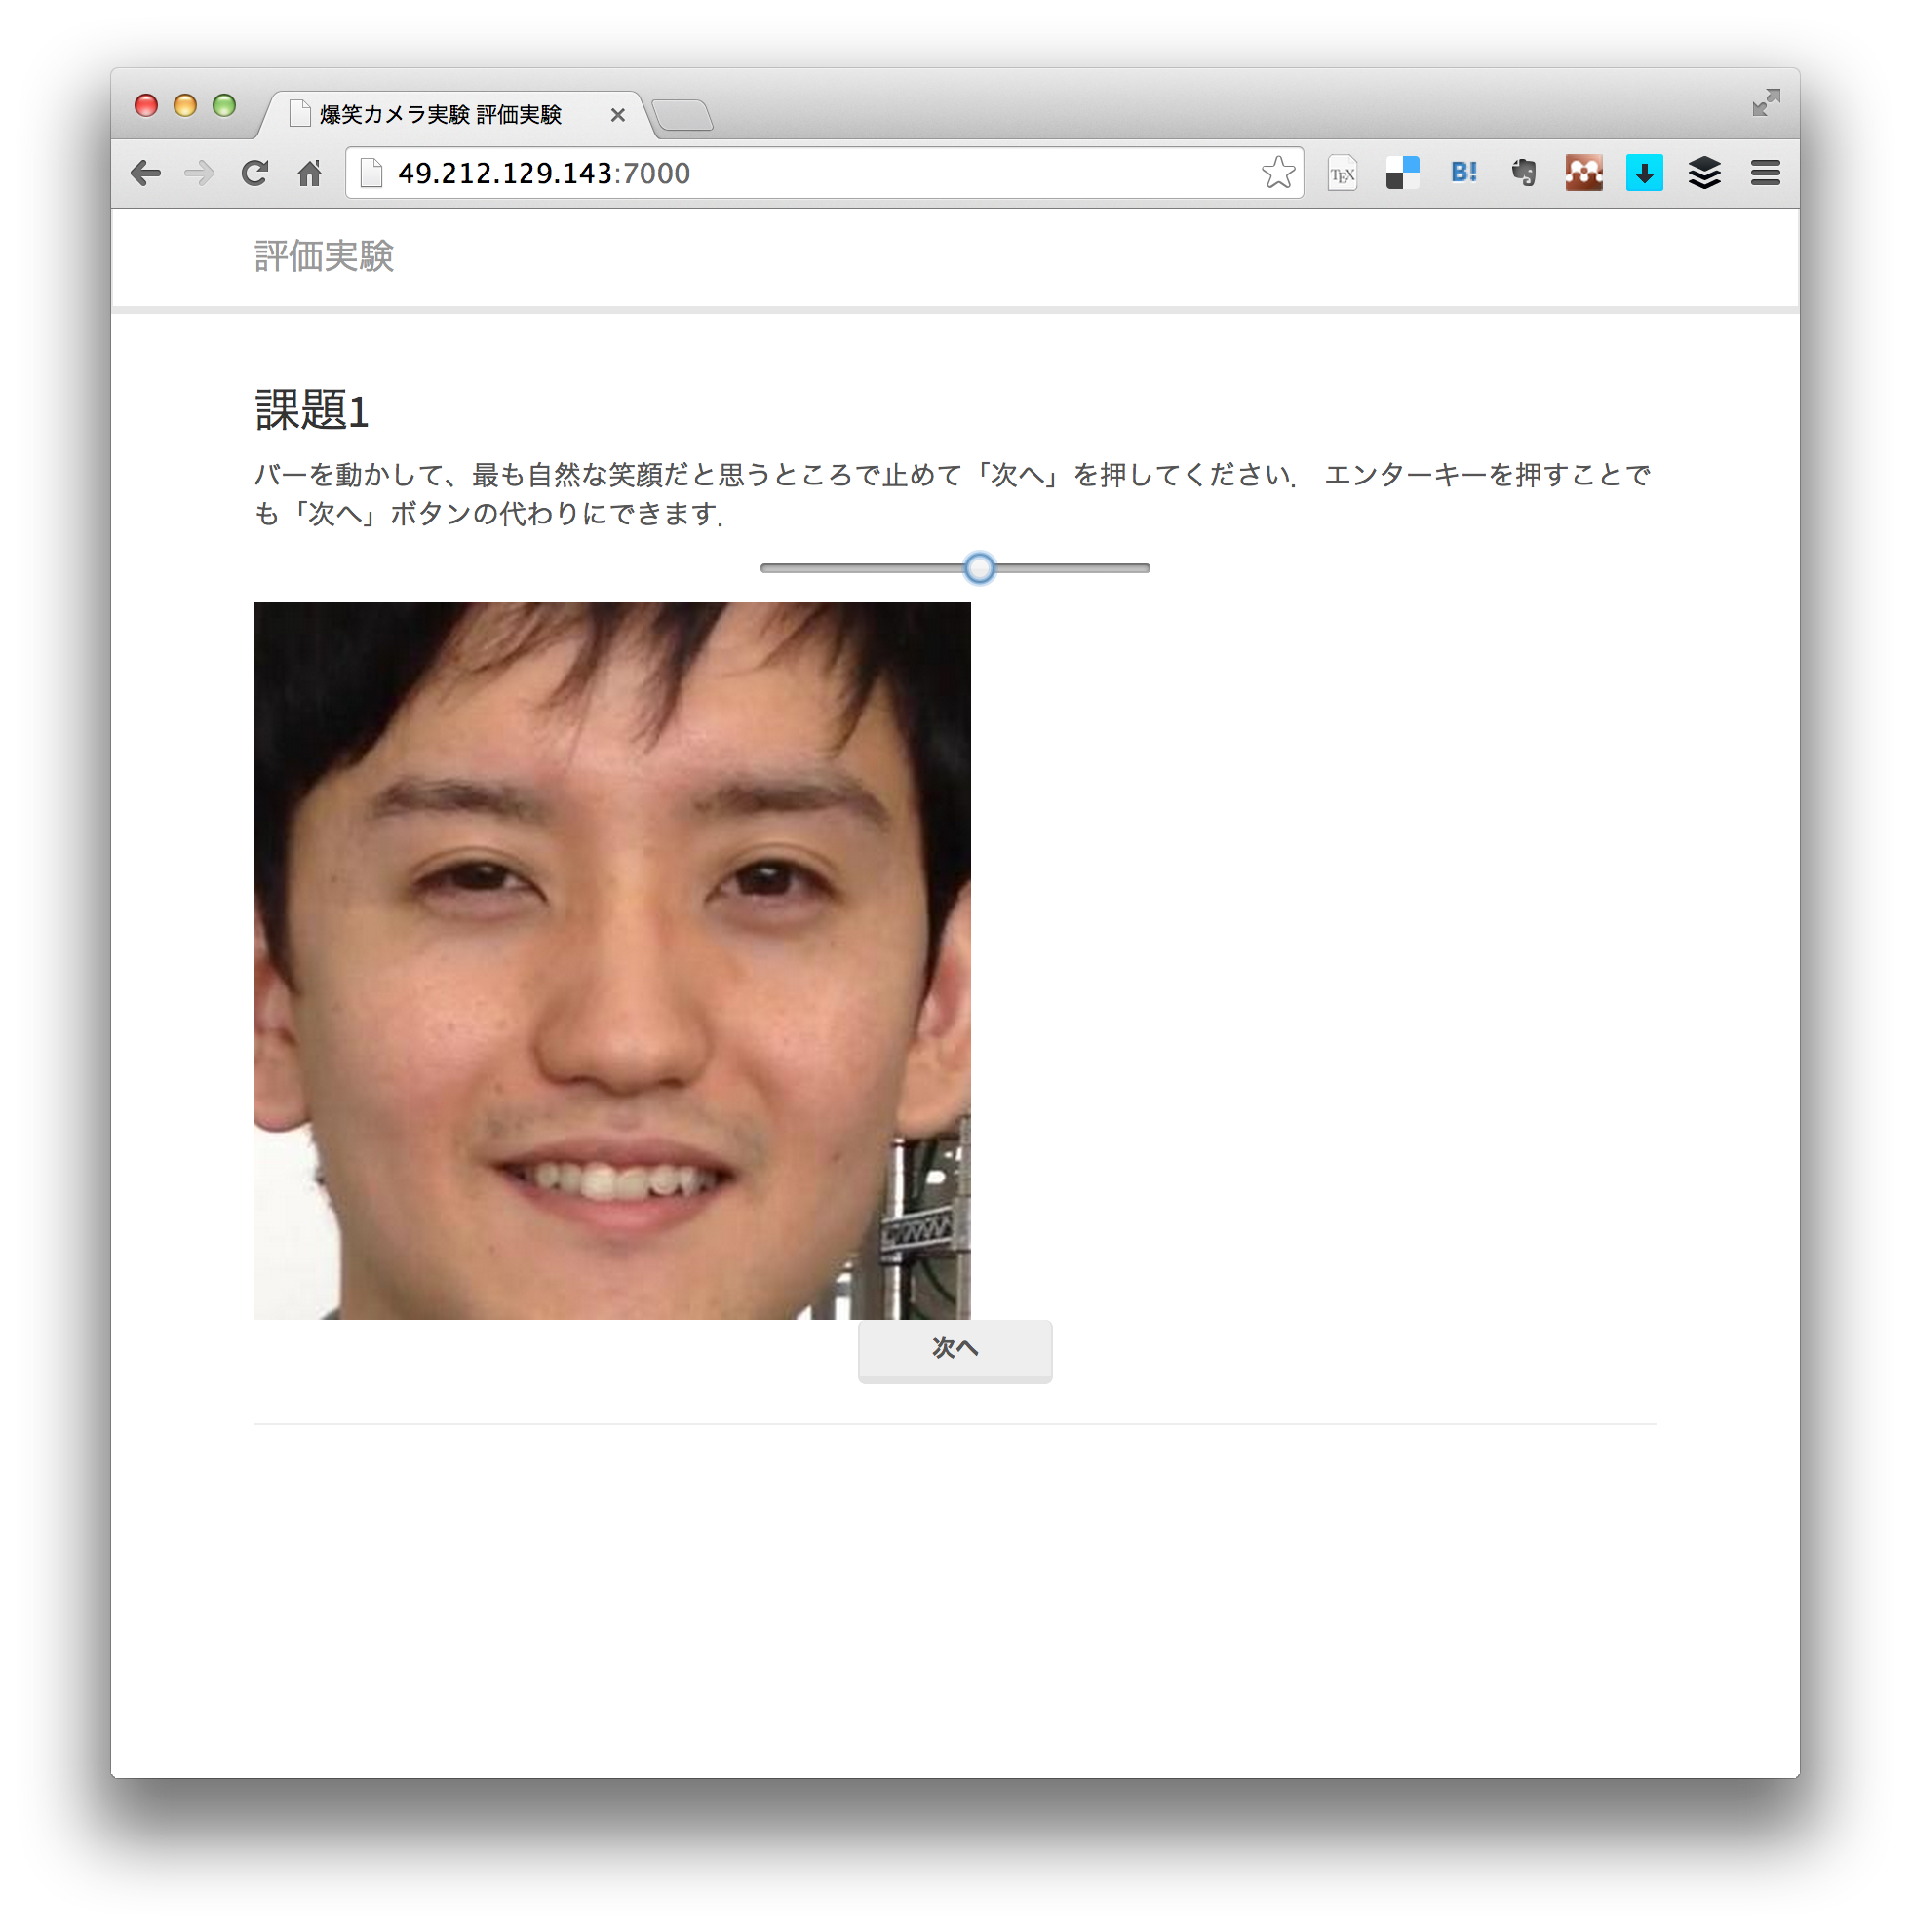 爆笑カメラ実験 評価実験
49.212.129.143:7000
TEX
B!
評価実験
課題1
バーを動かして、最も自然な笑顔だと思うところで止めて「次へ」を押してください． エンターキーを押すことで
も「次へ」ボタンの代わりにできます．
次へ